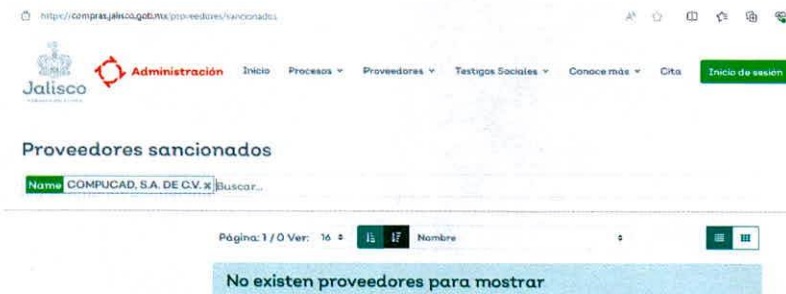 https://compras.jalisco.gob.mx/proveedores/sancionados
Jalisco
Administración Inicio Procesos Proveedores Testigos Sociales Conoce más Cita Inicio de sesión
Proveedores sancionados
Name COMPUCAD, S.A. DE C.V. x Buscar...
Página: 1 / 0 Ver: 16 Nombre
No existen proveedores para mostrar